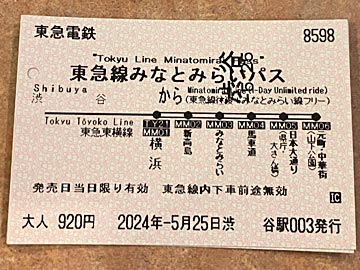 東急電鉄 8598
"Tokyu Line Minatomirai Pass"
東急線みなとみらいパス
Shibuya Minatomirai(1-Day Unlimited ride)
渋 谷 から (東急線往復・みなとみらい線フリー)
Tokyu Toyoko Line TY21 MM01 MM02 MM03 MM04 MM05 MM06
東急東横線 横浜 新高島 みなとみらい 馬車道 日本大通り(県庁・大さん橋) 元町・中華街(山下公園)
発売日当日限り有効 東急線内下車前途無効
IC
大人 920円 2024年-5月25日渋 谷駅003発行